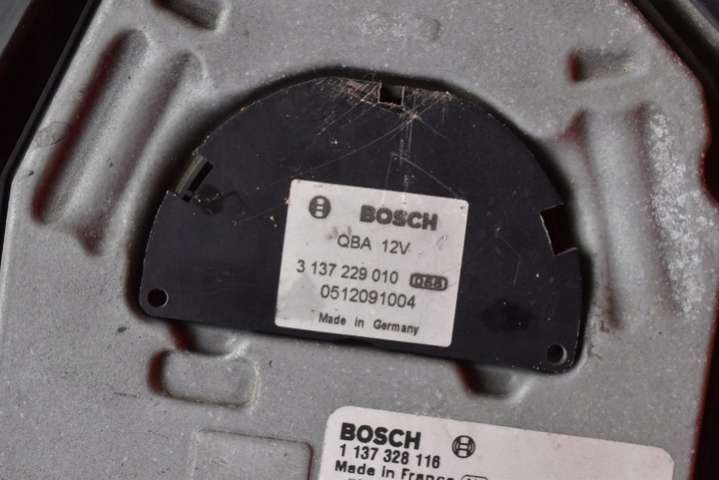 BOSCH
QBA 12V
3 137 229 010 088
0512091004
Made in Germany
BOSCH
1 137 328 116
Made in France